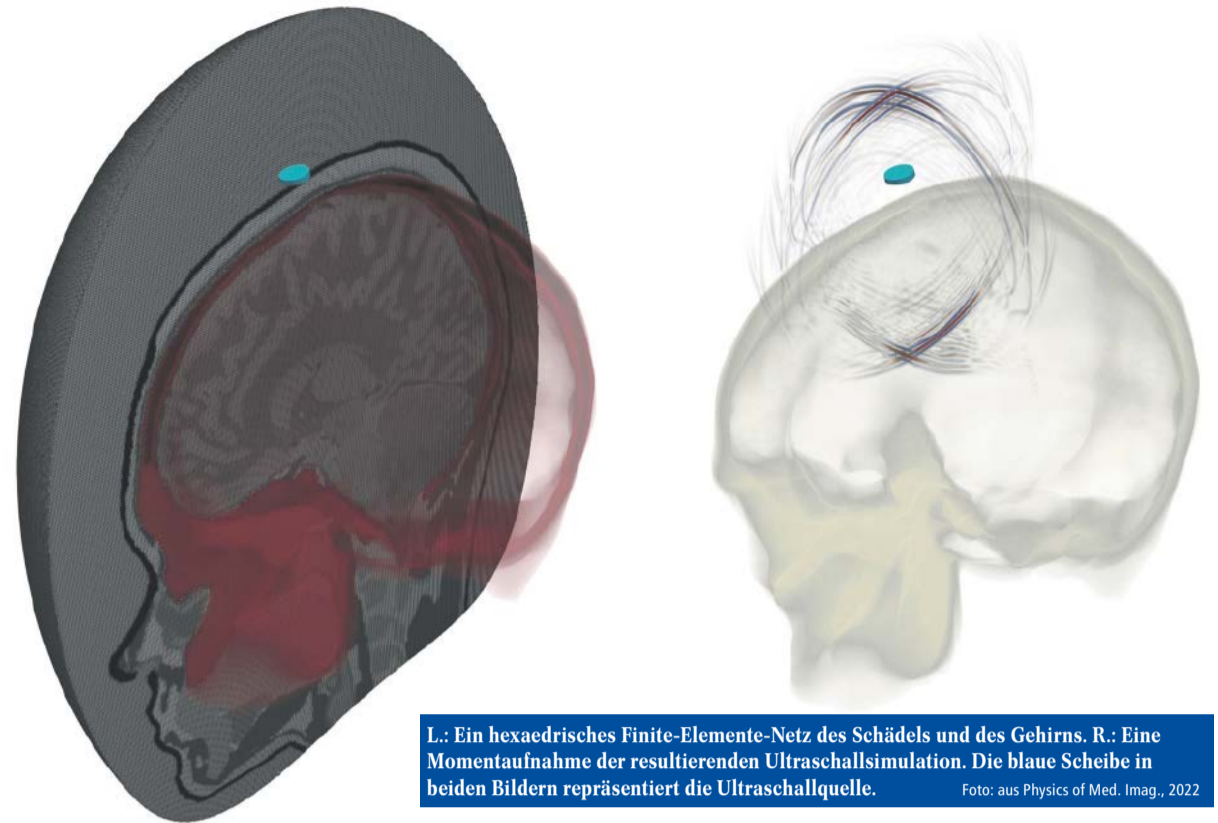 L.: Ein hexaedrisches Finite-Elemente-Netz des Schädels und des Gehirns. R.: Eine
Momentaufnahme der resultierenden Ultraschallsimulation. Die blaue Scheibe in
beiden Bildern repräsentiert die Ultraschallquelle. Foto: aus Physics of Med. Imag., 2022